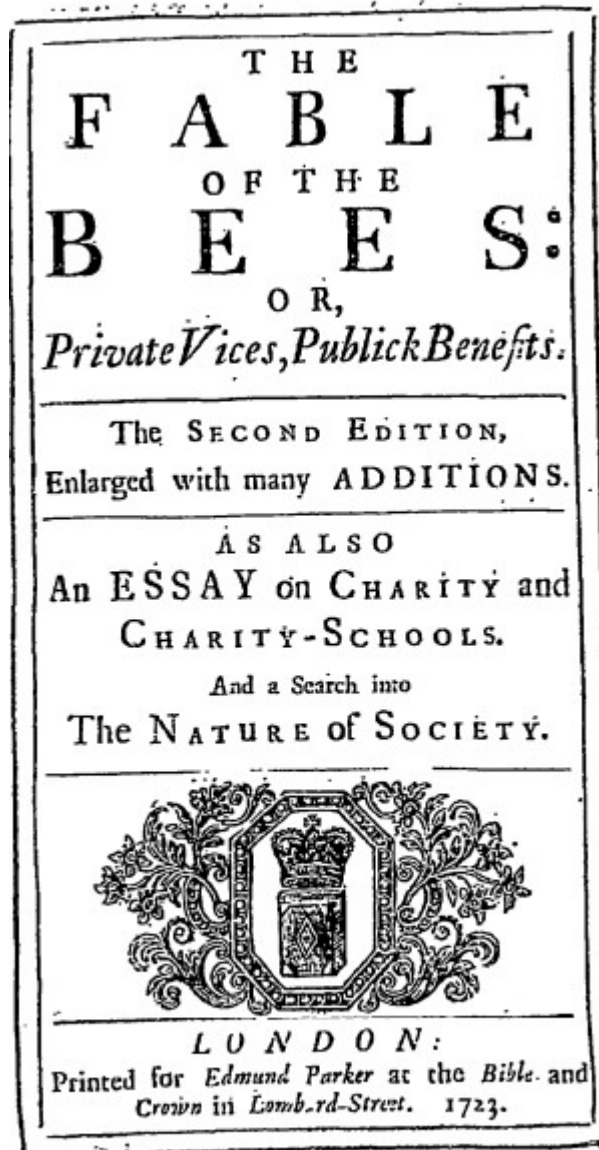 THE
FABLE
OF THE
BEES:
OR,
Private Vices, Publick Benefits.
The SECOND EDITION,
Enlarged with many ADDITIONS.
AS ALSO
An ESSAY on CHARITY and
CHARITY-SCHOOLS.
And a Search into
The NATURE of SOCIETY.
LONDON:
Printed for Edmund Parker at the Bible and
Crown in Lomb.rd-Street. 1723.